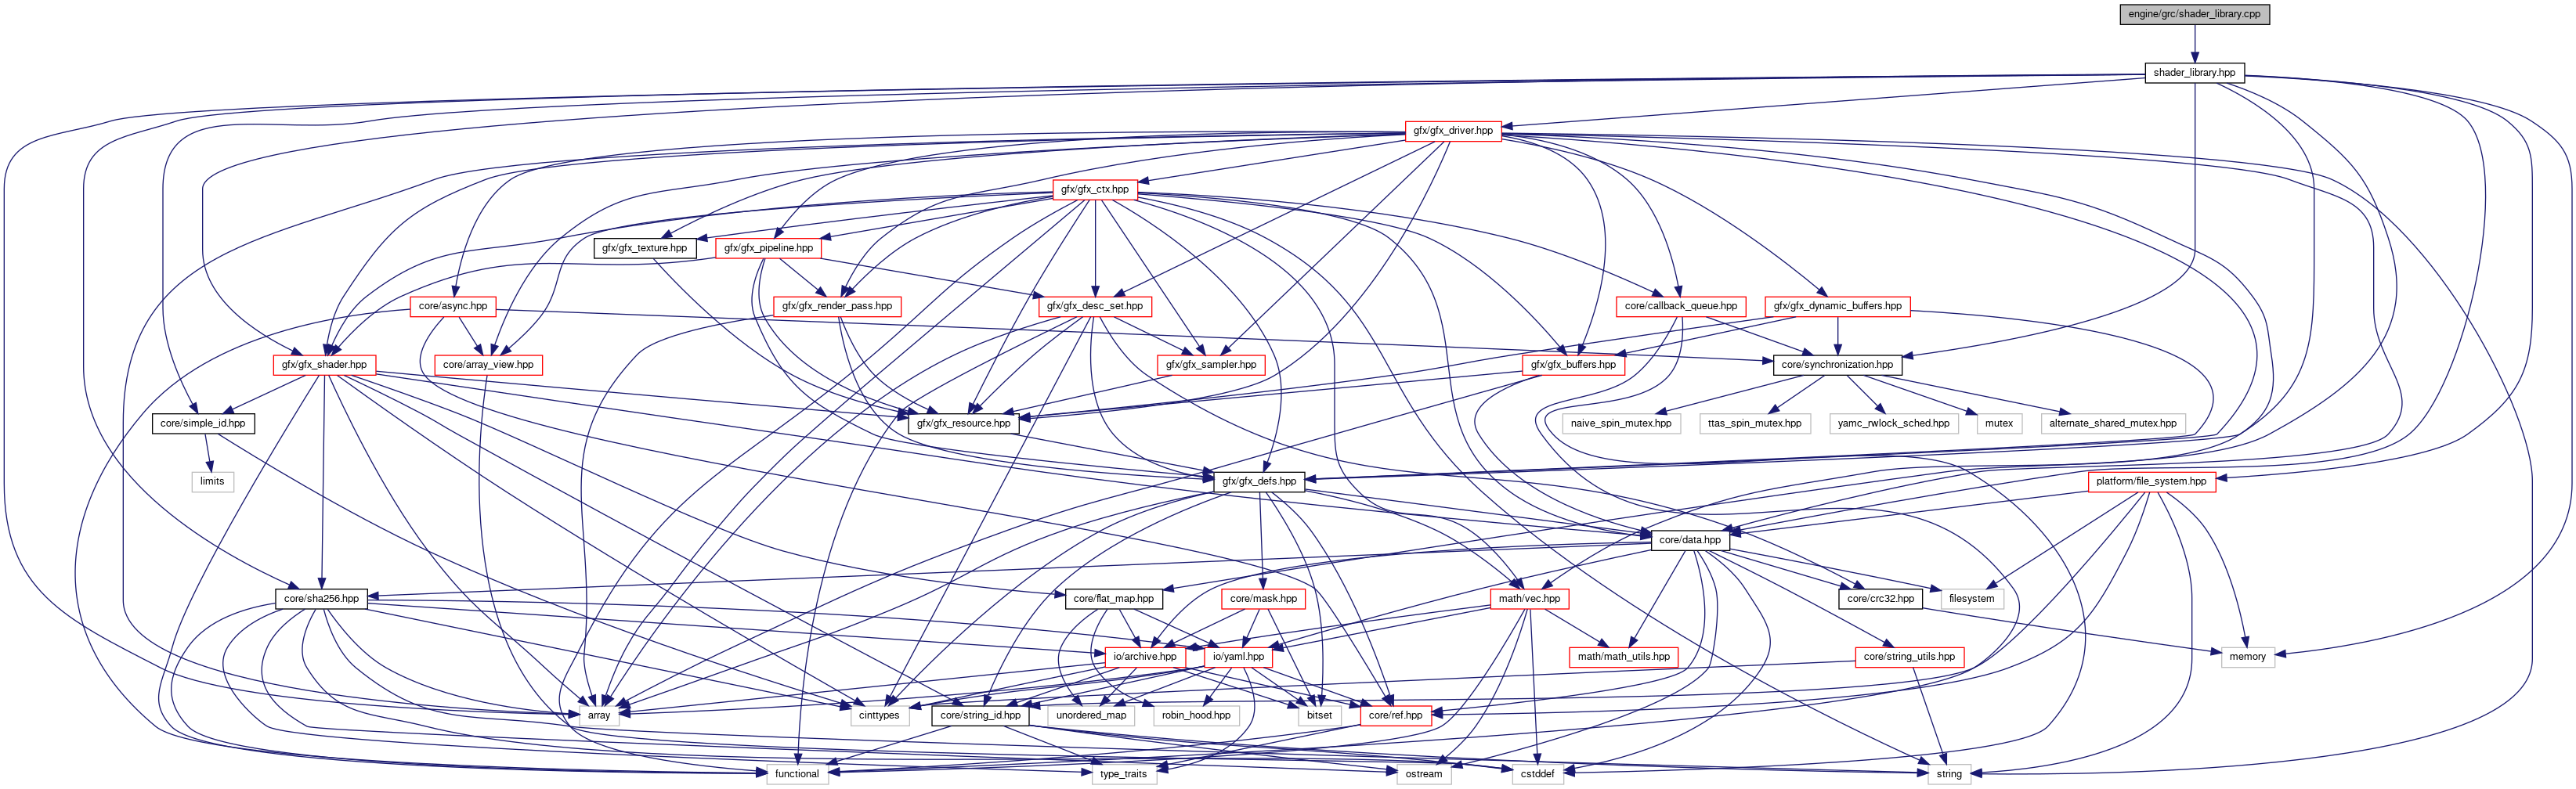 engine/grc/shader_library.cpp
shader_library.hpp
gfx/gfx_driver.hpp
gfx/gfx_ctx.hpp
gfx/gfx_texture.hpp
gfx/gfx_pipeline.hpp
core/async.hpp
gfx/gfx_render_pass.hpp
gfx/gfx_desc_set.hpp
core/callback_queue.hpp
gfx/gfx_dynamic_buffers.hpp
gfx/gfx_shader.hpp
core/array_view.hpp
gfx/gfx_sampler.hpp
gfx/gfx_buffers.hpp
core/synchronization.hpp
core/simple_id.hpp
gfx/gfx_resource.hpp
naive_spin_mutex.hpp
ttas_spin_mutex.hpp
yamc_rwlock_sched.hpp
mutex
alternate_shared_mutex.hpp
limits
gfx/gfx_defs.hpp
platform/file_system.hpp
core/data.hpp
core/sha256.hpp
core/flat_map.hpp
core/mask.hpp
math/vec.hpp
core/crc32.hpp
filesystem
io/archive.hpp
io/yaml.hpp
math/math_utils.hpp
core/string_utils.hpp
memory
array
cinttypes
core/string_id.hpp
unordered_map
robin_hood.hpp
bitset
core/ref.hpp
functional
type_traits
ostream
cstddef
string